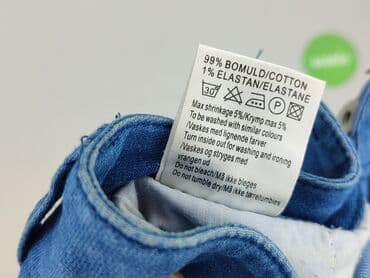 99% BOMULD/COTTON
1% ELASTAN/ELASTANE
30° P
Max shrinkage 5%/Krymp max 5%
To be washed with similar colours
/Vaskes med lignende farver
Turn inside out for washing and ironing
/Vaskes og stryges med
vrangen ud
Do not bleach/Må ikke bleges
Do not tumble dry/Må ikke tørretumbles